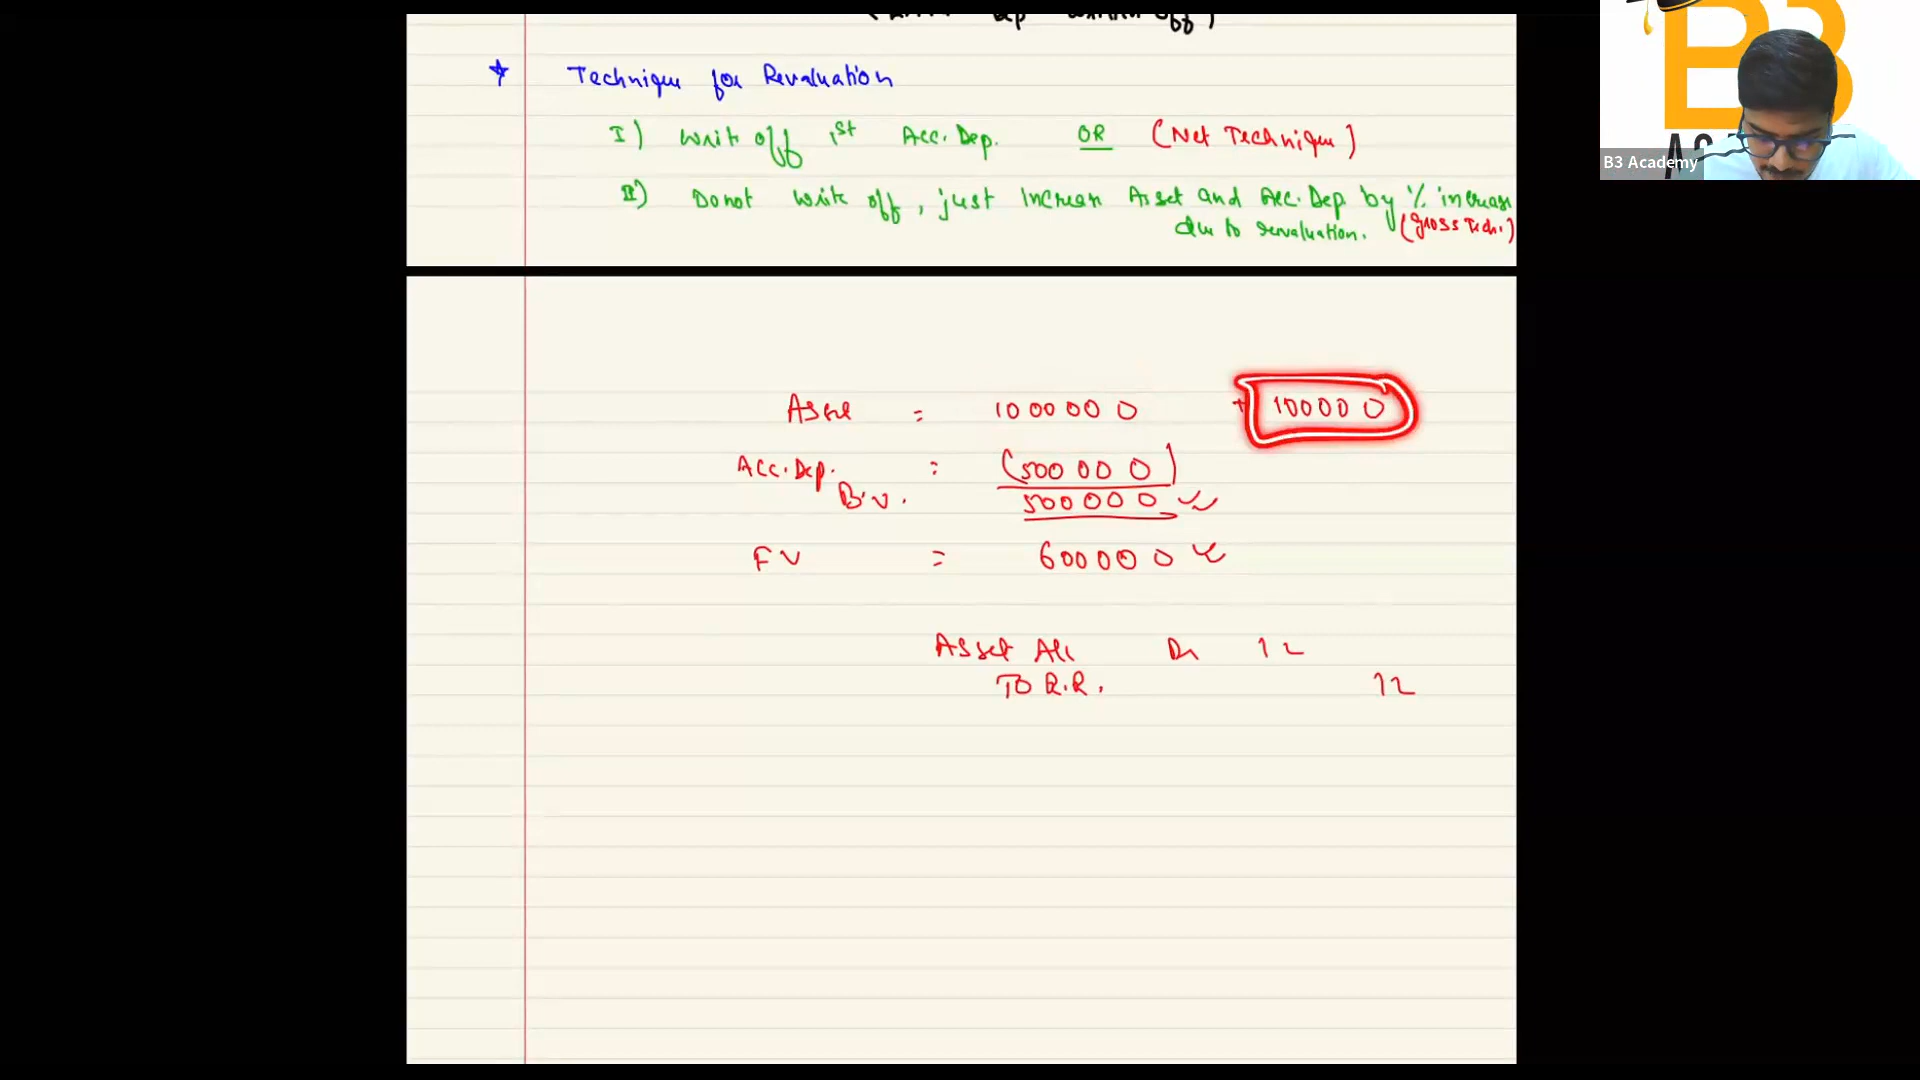 * Technique for Revaluation
I) write off 1st Acc. Dep. OR (Net Technique)
II) Do not write off, just Increase Asset and Acc. Dep. by % increase
due to revaluation. (Gross Tech.)
Asset = 1000000 + 100000
Acc. Dep. = (500000)
B.V. 500000
FV = 600000
Asset A/c Dr 1L
To R.R. 1L
B3
B3 Academy